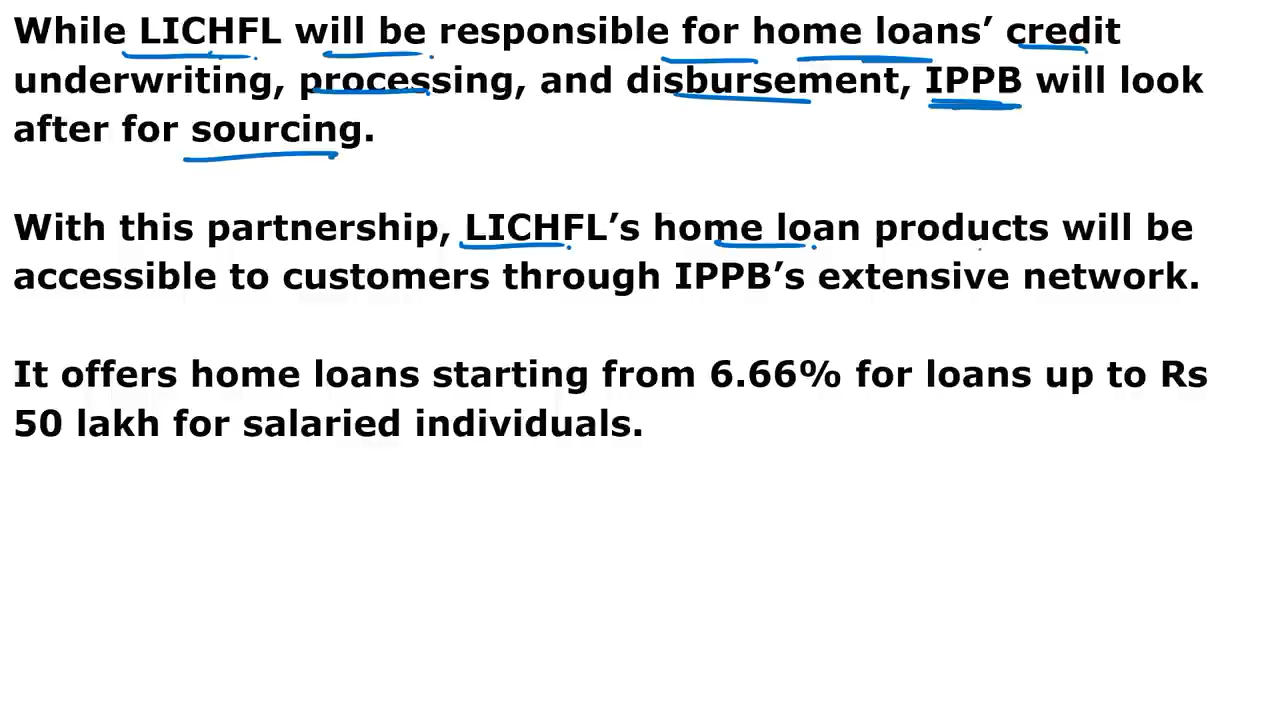 While LICHFL will be responsible for home loans’ credit
underwriting, processing, and disbursement, IPPB will look
after for sourcing.
With this partnership, LICHFL’s home loan products will be
accessible to customers through IPPB’s extensive network.
It offers home loans starting from 6.66% for loans up to Rs
50 lakh for salaried individuals.